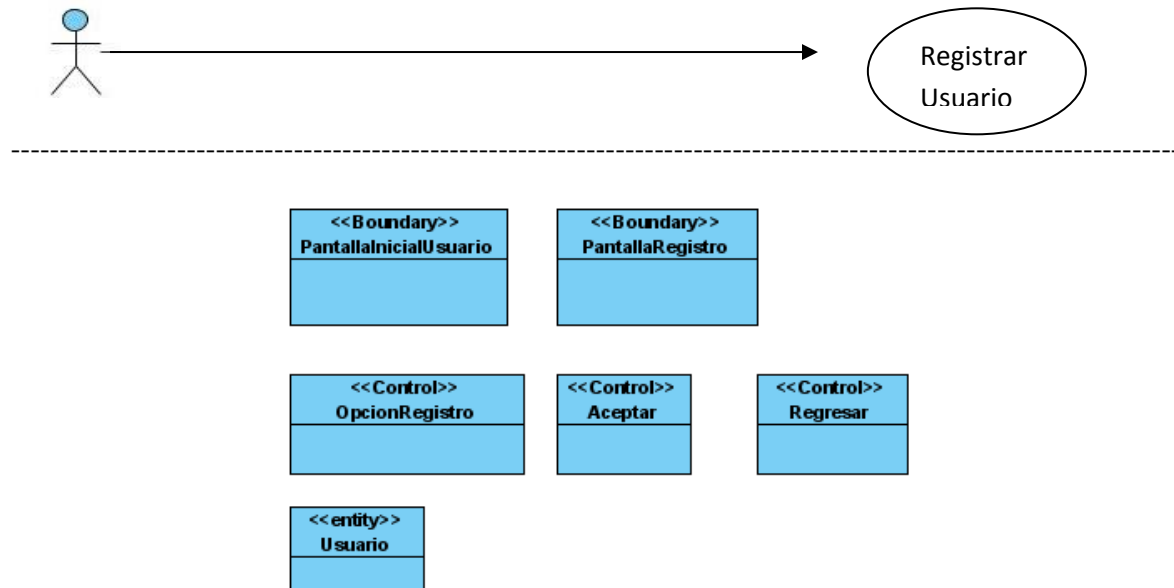 Registrar
Usuario
<<Boundary>>
PantallaInicialUsuario
<<Boundary>>
PantallaRegistro
<<Control>>
OpcionRegistro
<<Control>>
Aceptar
<<Control>>
Regresar
<<entity>>
Usuario